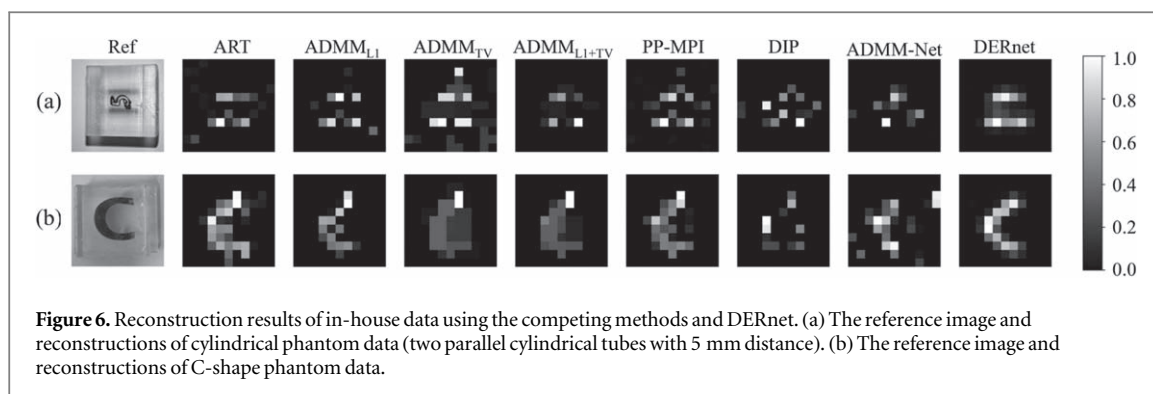 Ref ART ADMM_L1 ADMM_TV ADMM_L1+TV PP-MPI DIP ADMM-Net DERnet
1.0
(a)
0.8
0.6
0.4
(b)
0.2
0.0
Figure 6. Reconstruction results of in-house data using the competing methods and DERnet. (a) The reference image and
reconstructions of cylindrical phantom data (two parallel cylindrical tubes with 5 mm distance). (b) The reference image and
reconstructions of C-shape phantom data.